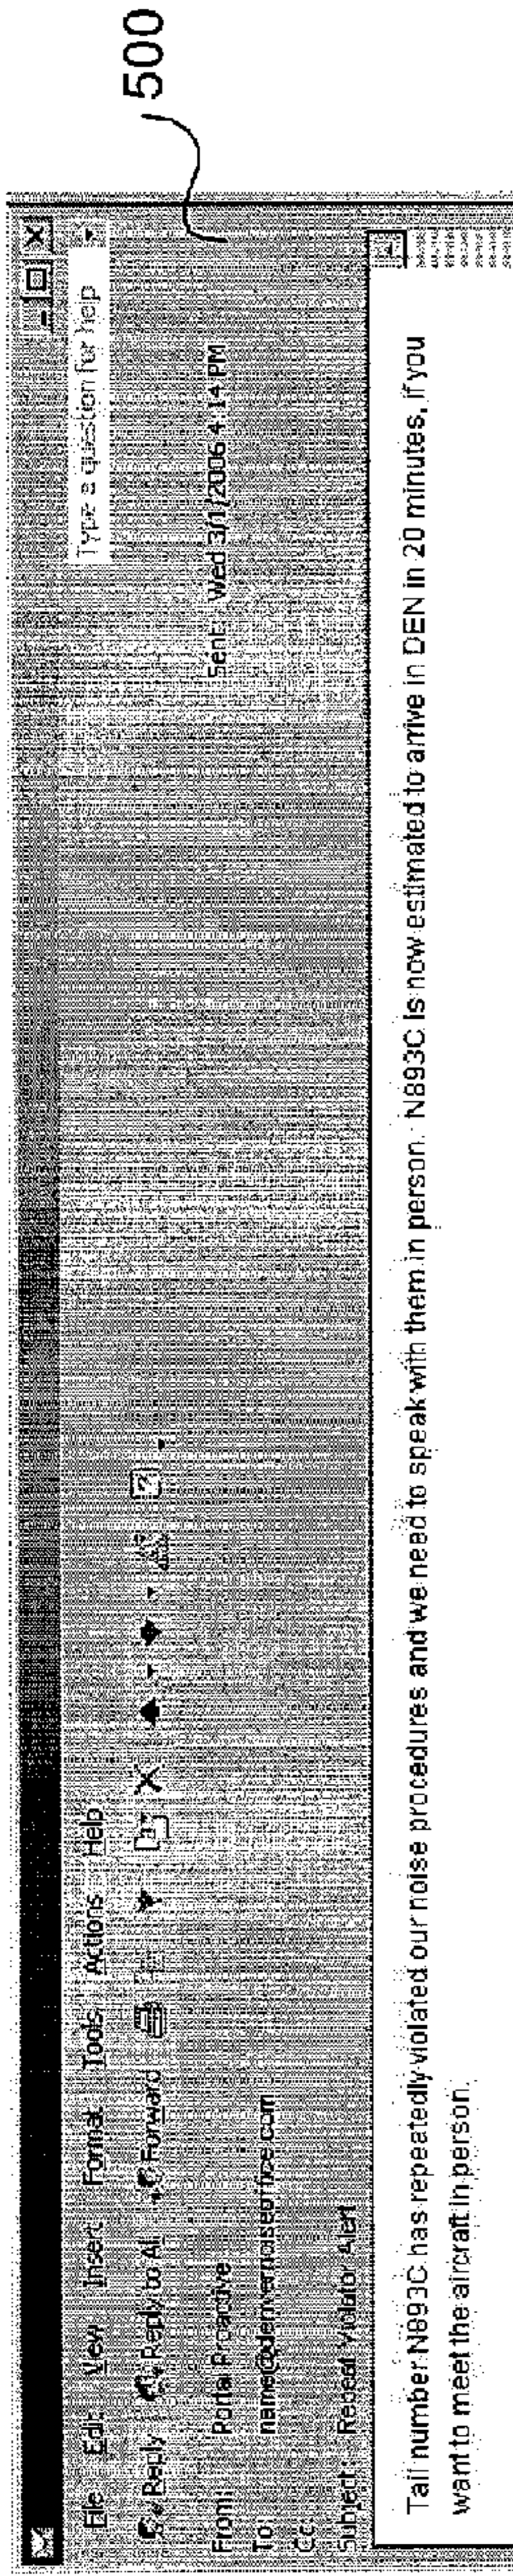 500
Type a question for help
File Edit View Insert Format Tools Actions Help
Reply Reply to All Forward
From: Portal Proactive Sent: Wed 3/1/2006 4:14 PM
To: name@denvernoiseoffice.com
Cc:
Subject: Repeat Violator Alert
Tail number N893C has repeatedly violated our noise procedures and we need to speak with them in person. N893C is now estimated to arrive in DEN in 20 minutes, if you
want to meet the aircraft in person.